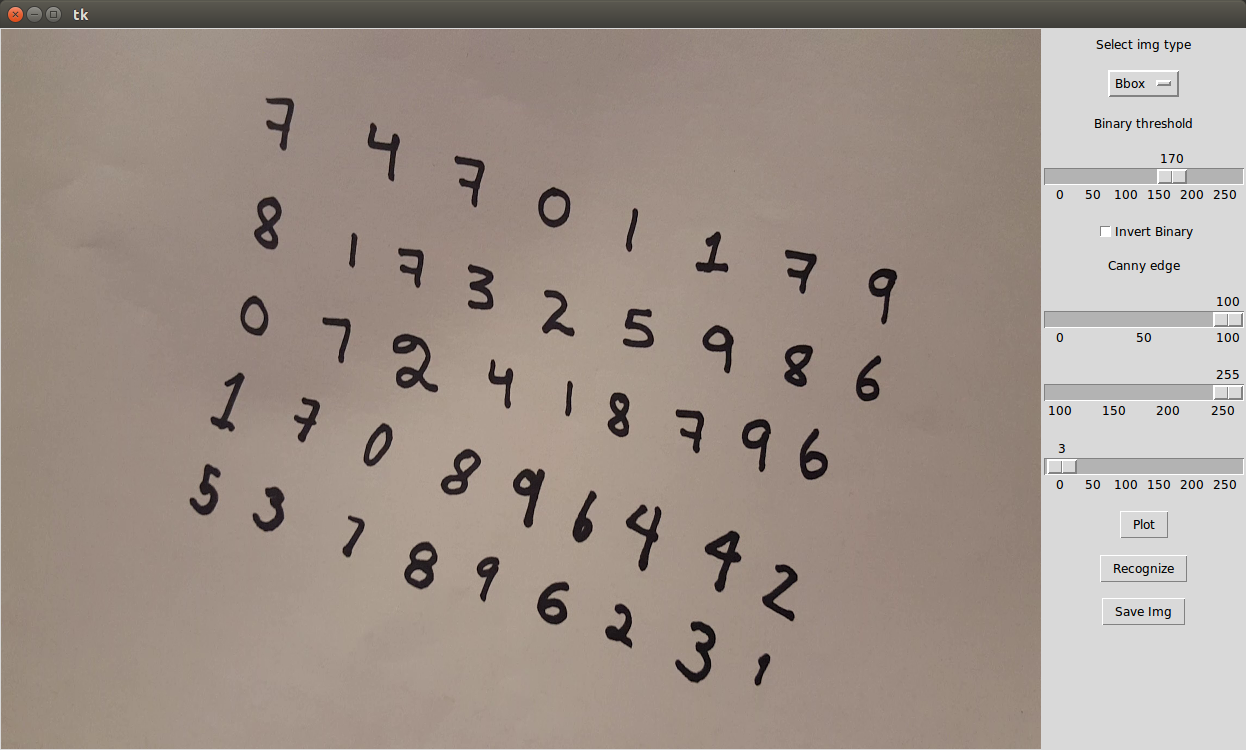 tk
7 4 7 0 1 1 7 9
8 1 7 3 2 5 9 8 6
0 7 2 4 1 8 7 9 6
1 7 0 8 9 6 4 4 2
5 3 7 8 9 6 2 3 1
Select img type
Bbox
Binary threshold
170
0 50 100 150 200 250
Invert Binary
Canny edge
100
0 50 100
255
100 150 200 250
3
0 50 100 150 200 250
Plot
Recognize
Save Img